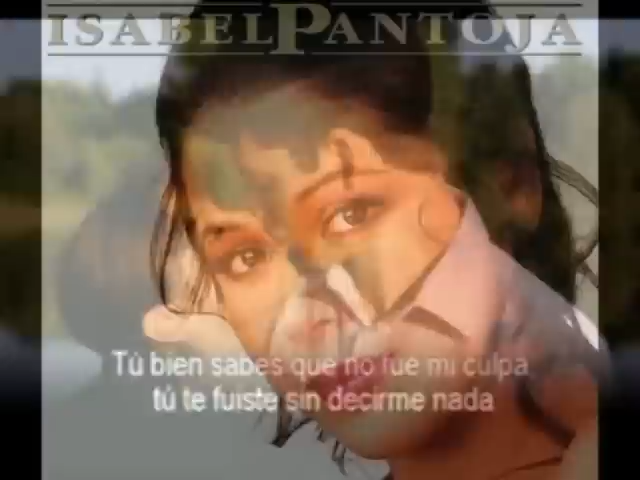 ISABEL PANTOJA
Tú bien sabes que no fue mi culpa
tú te fuiste sin decirme nada